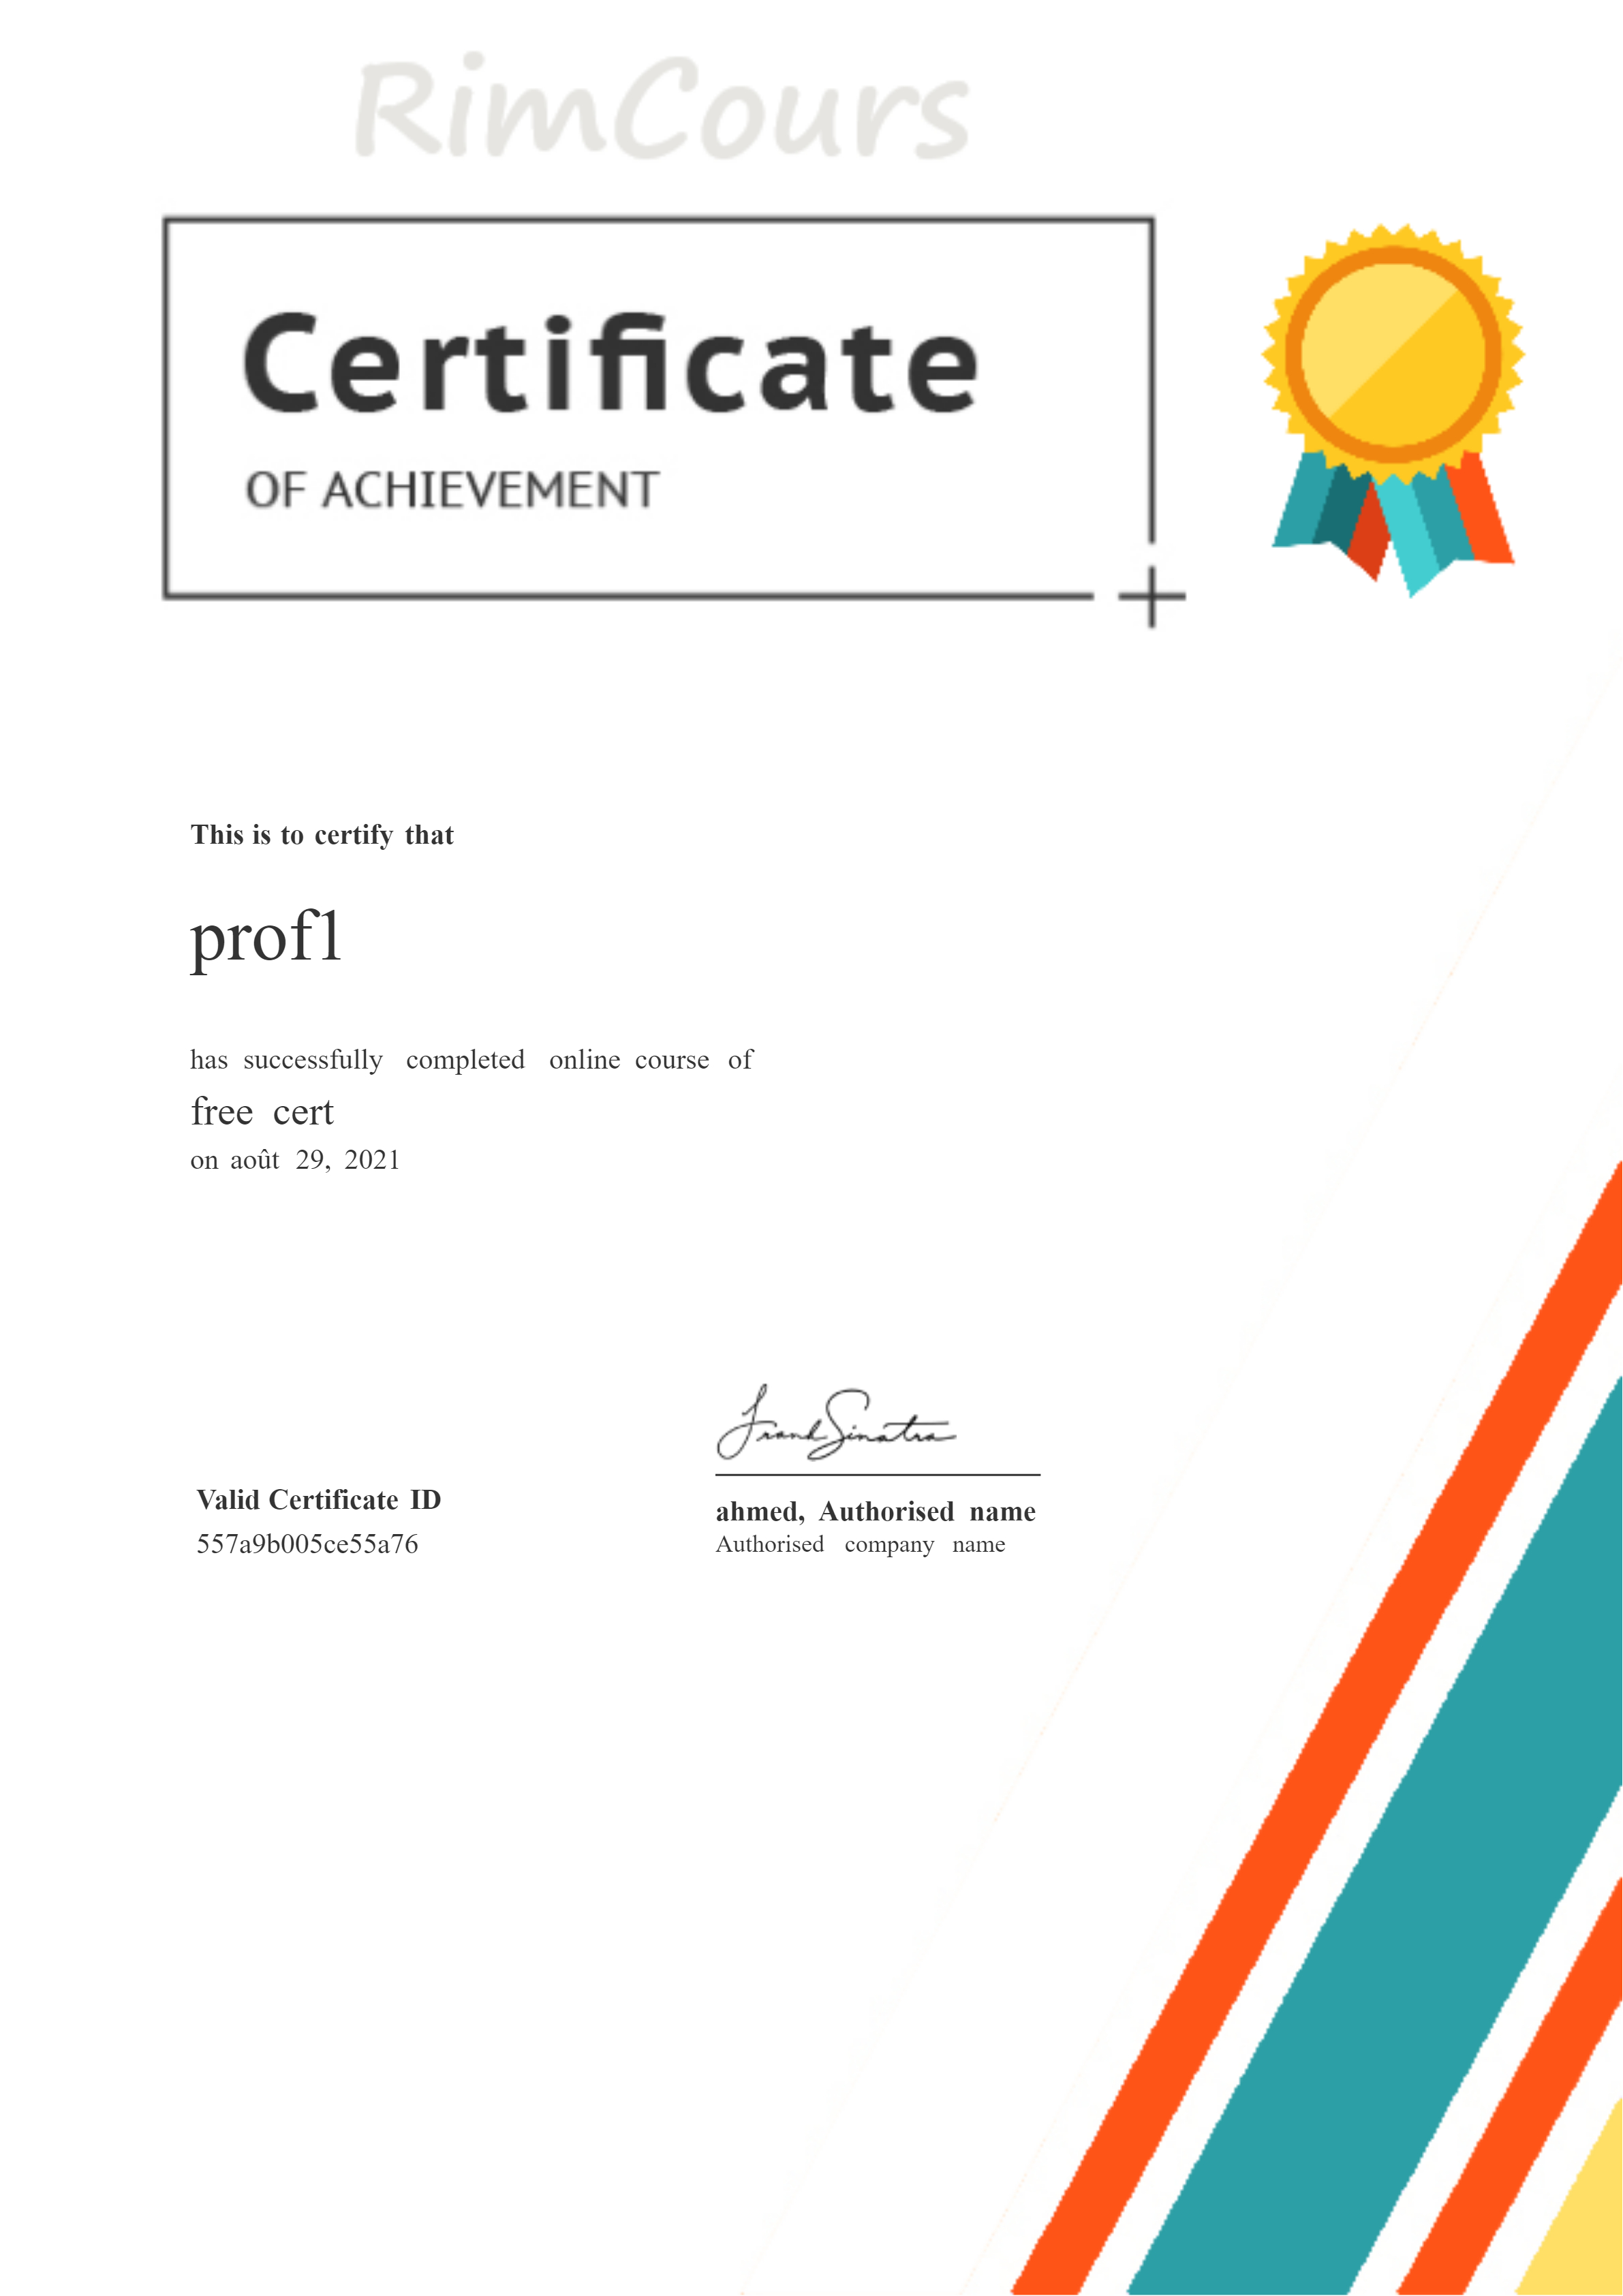 RimCours
Certificate
OF ACHIEVEMENT
This is to certify that
prof1
has successfully completed online course of
free cert
on août 29, 2021
Frank Sinatra
Valid Certificate ID
557a9b005ce55a76
ahmed, Authorised name
Authorised company name